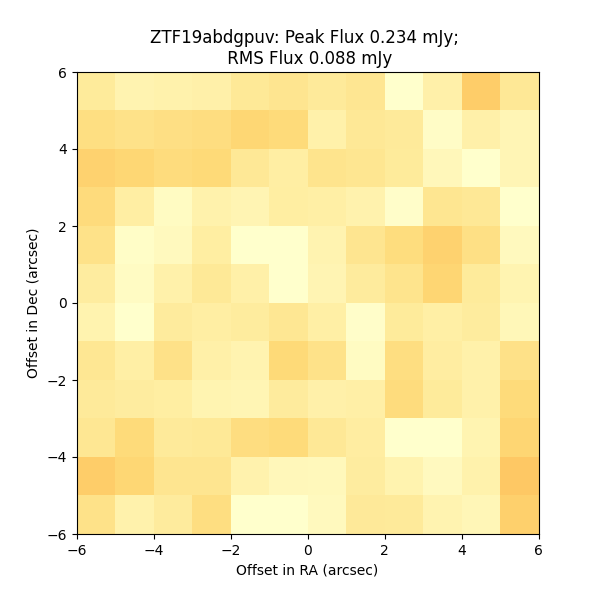 ZTF19abdgpuv: Peak Flux 0.234 mJy;
RMS Flux 0.088 mJy
6
4
2
0
−2
−4
−6
Offset in Dec (arcsec)
−6 −4 −2 0 2 4 6
Offset in RA (arcsec)